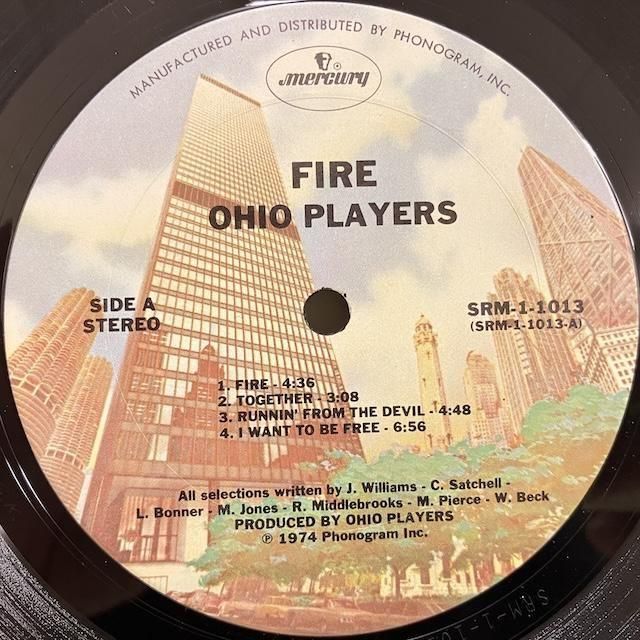 MANUFACTURED AND DISTRIBUTED BY PHONOGRAM, INC.
mercury
FIRE
OHIO PLAYERS
SIDE A
STEREO
SRM-1-1013
(SRM-1-1013-A)
1. FIRE - 4:36
2. TOGETHER - 3:08
3. RUNNIN' FROM THE DEVIL - 4:48
4. I WANT TO BE FREE - 6:56
All selections written by J. Williams - C. Satchell -
L. Bonner - M. Jones - R. Middlebrooks - M. Pierce - W. Beck
PRODUCED BY OHIO PLAYERS
℗ 1974 Phonogram Inc.